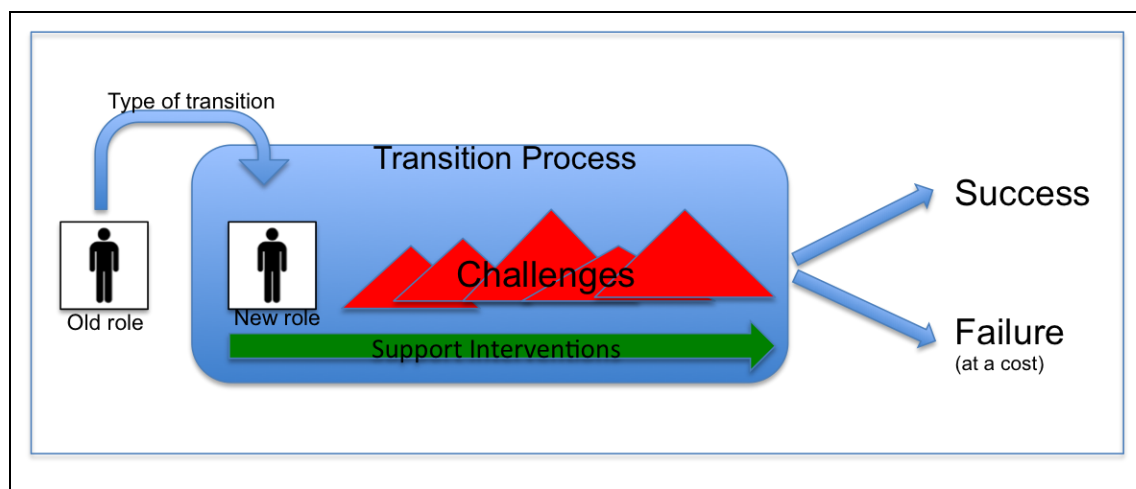 Type of transition
Transition Process
Success
Challenges
Old role
New role
Support Interventions
Failure
(at a cost)